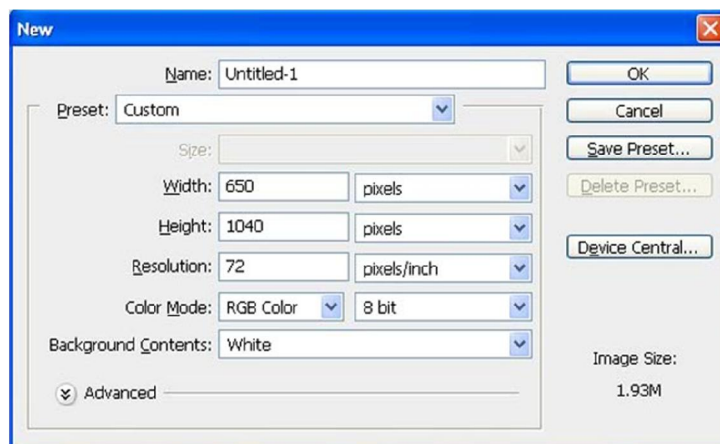 New
Name: Untitled-1
OK
Preset: Custom
Cancel
Size:
Save Preset...
Width: 650 pixels
Delete Preset...
Height: 1040 pixels
Device Central...
Resolution: 72 pixels/inch
Color Mode: RGB Color 8 bit
Background Contents: White
Image Size:
Advanced
1.93M